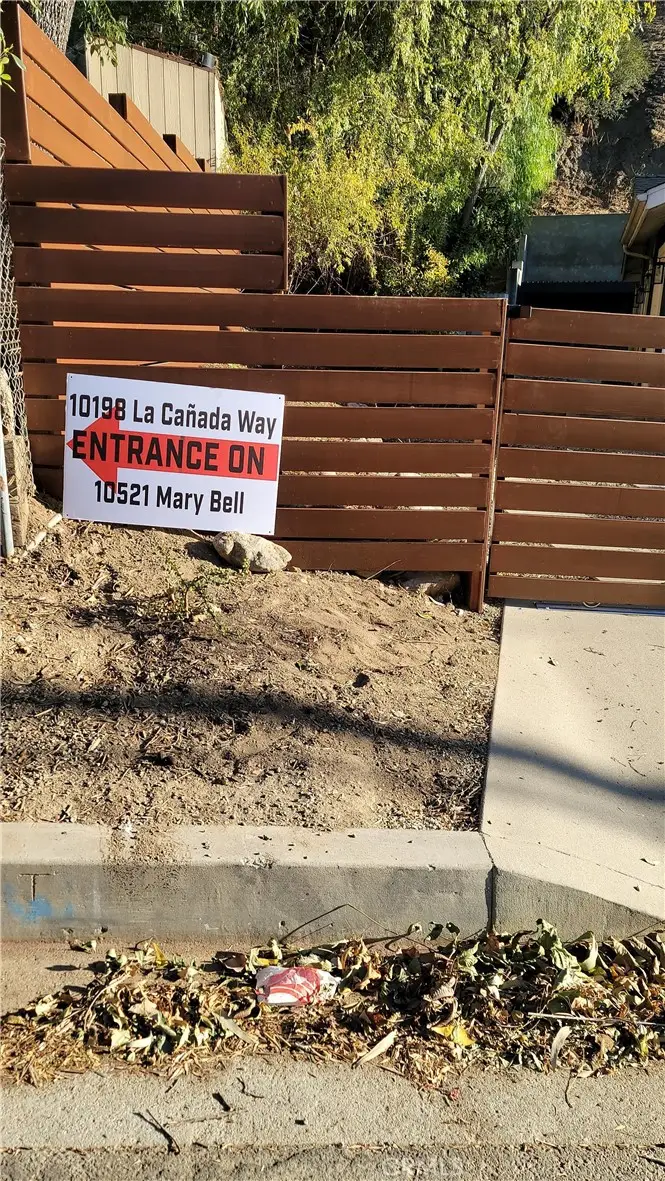 10198 La Cañada Way
ENTRANCE ON
10521 Mary Bell